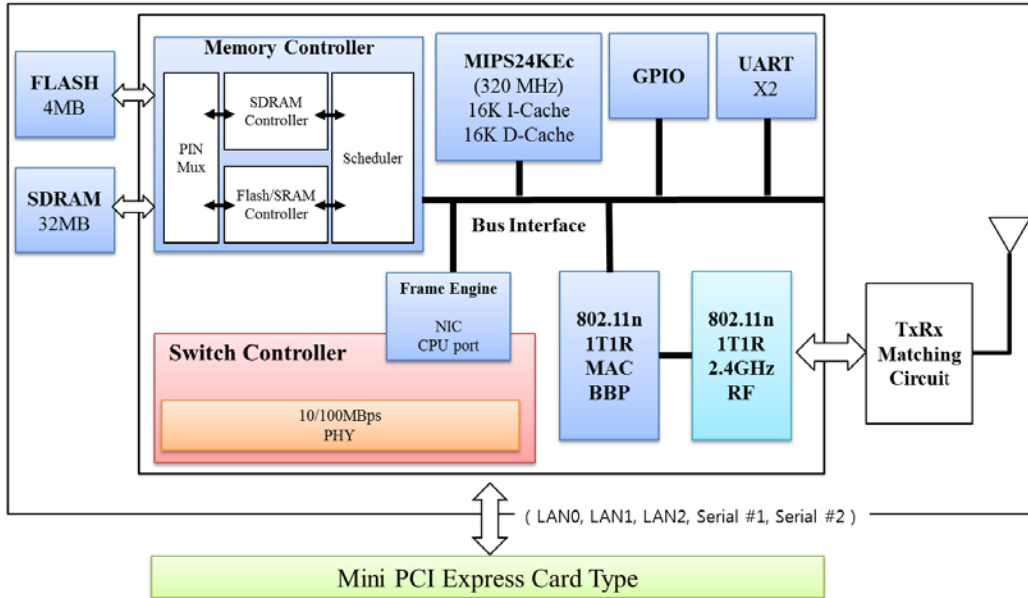 FLASH
4MB
SDRAM
32MB
Memory Controller
PIN
Mux
SDRAM
Controller
Flash/SRAM
Controller
Scheduler
MIPS24KEc
(320 MHz)
16K I-Cache
16K D-Cache
GPIO
UART
X2
Bus Interface
Frame Engine
NIC
CPU port
Switch Controller
10/100MBps
PHY
802.11n
1T1R
MAC
BBP
802.11n
1T1R
2.4GHz
RF
TxRx
Matching
Circuit
( LAN0, LAN1, LAN2, Serial #1, Serial #2 )
Mini PCI Express Card Type